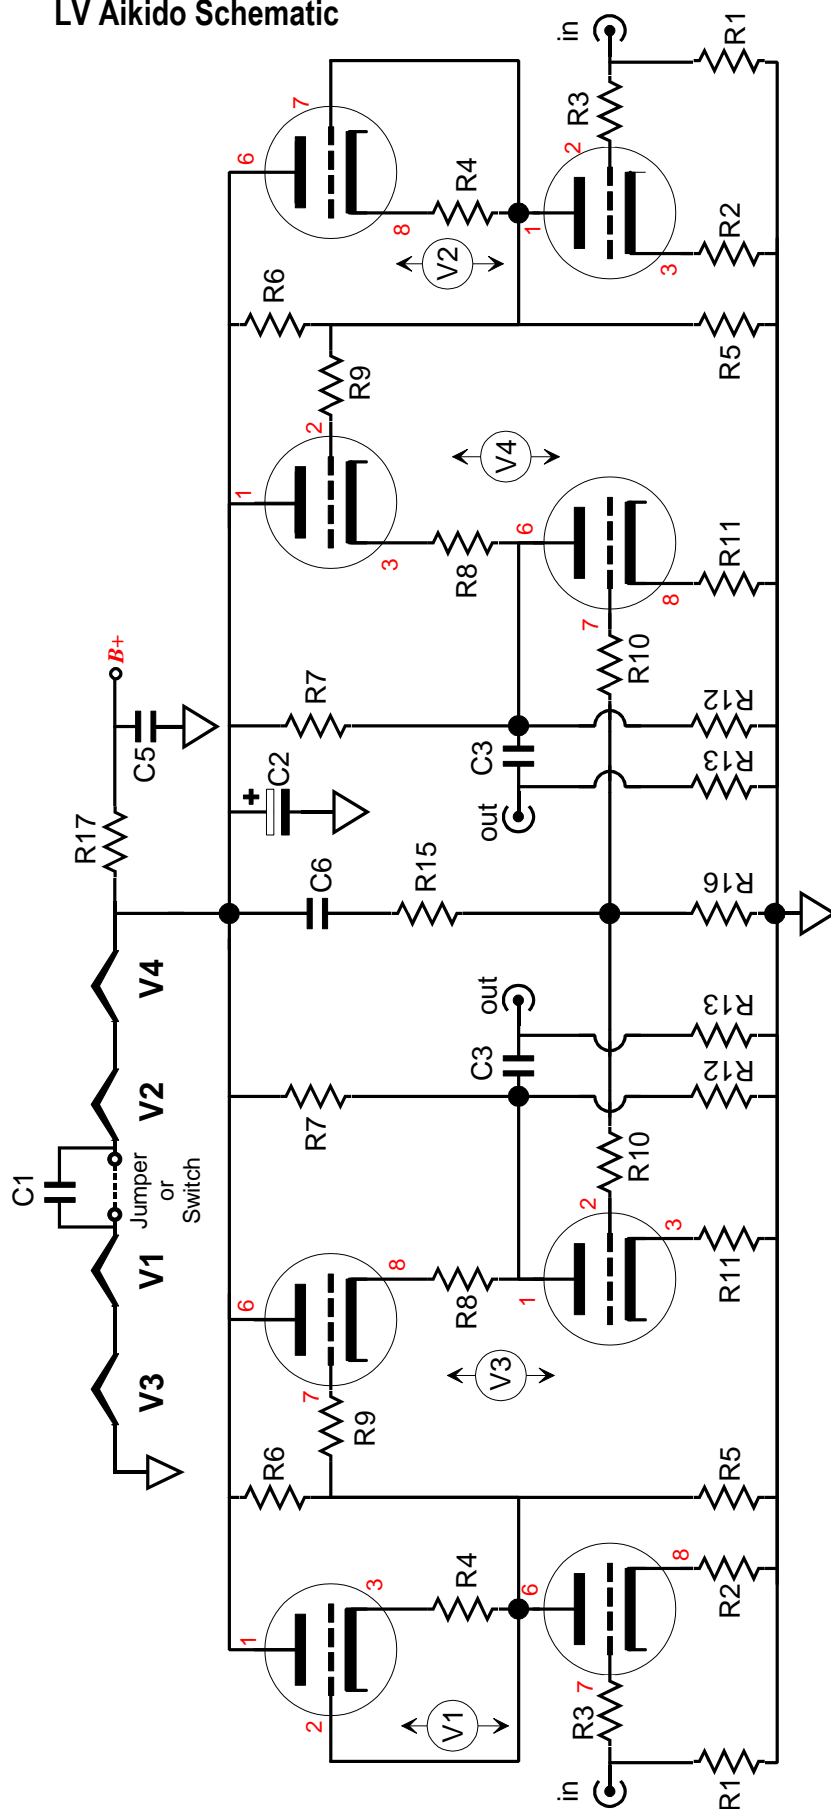 LV Aikido Schematic
in
R1
7
R3
6
2
R4
8
1
V2
R2
3
R6
R9
R5
2
1
V4
3
R8
6
R11
8
7
R10
B+
C5
R7
R12
C3
R13
C2
+
out
R17
C6
R15
R16
V4
out
R13
C3
R12
V2
R7
C1
Jumper
or
Switch
R10
2
V1
3
8
R8
1
R11
6
V3
V3
7
R9
R6
R5
3
R4
8
6
R2
1
2
V1
7
R3
in
R1